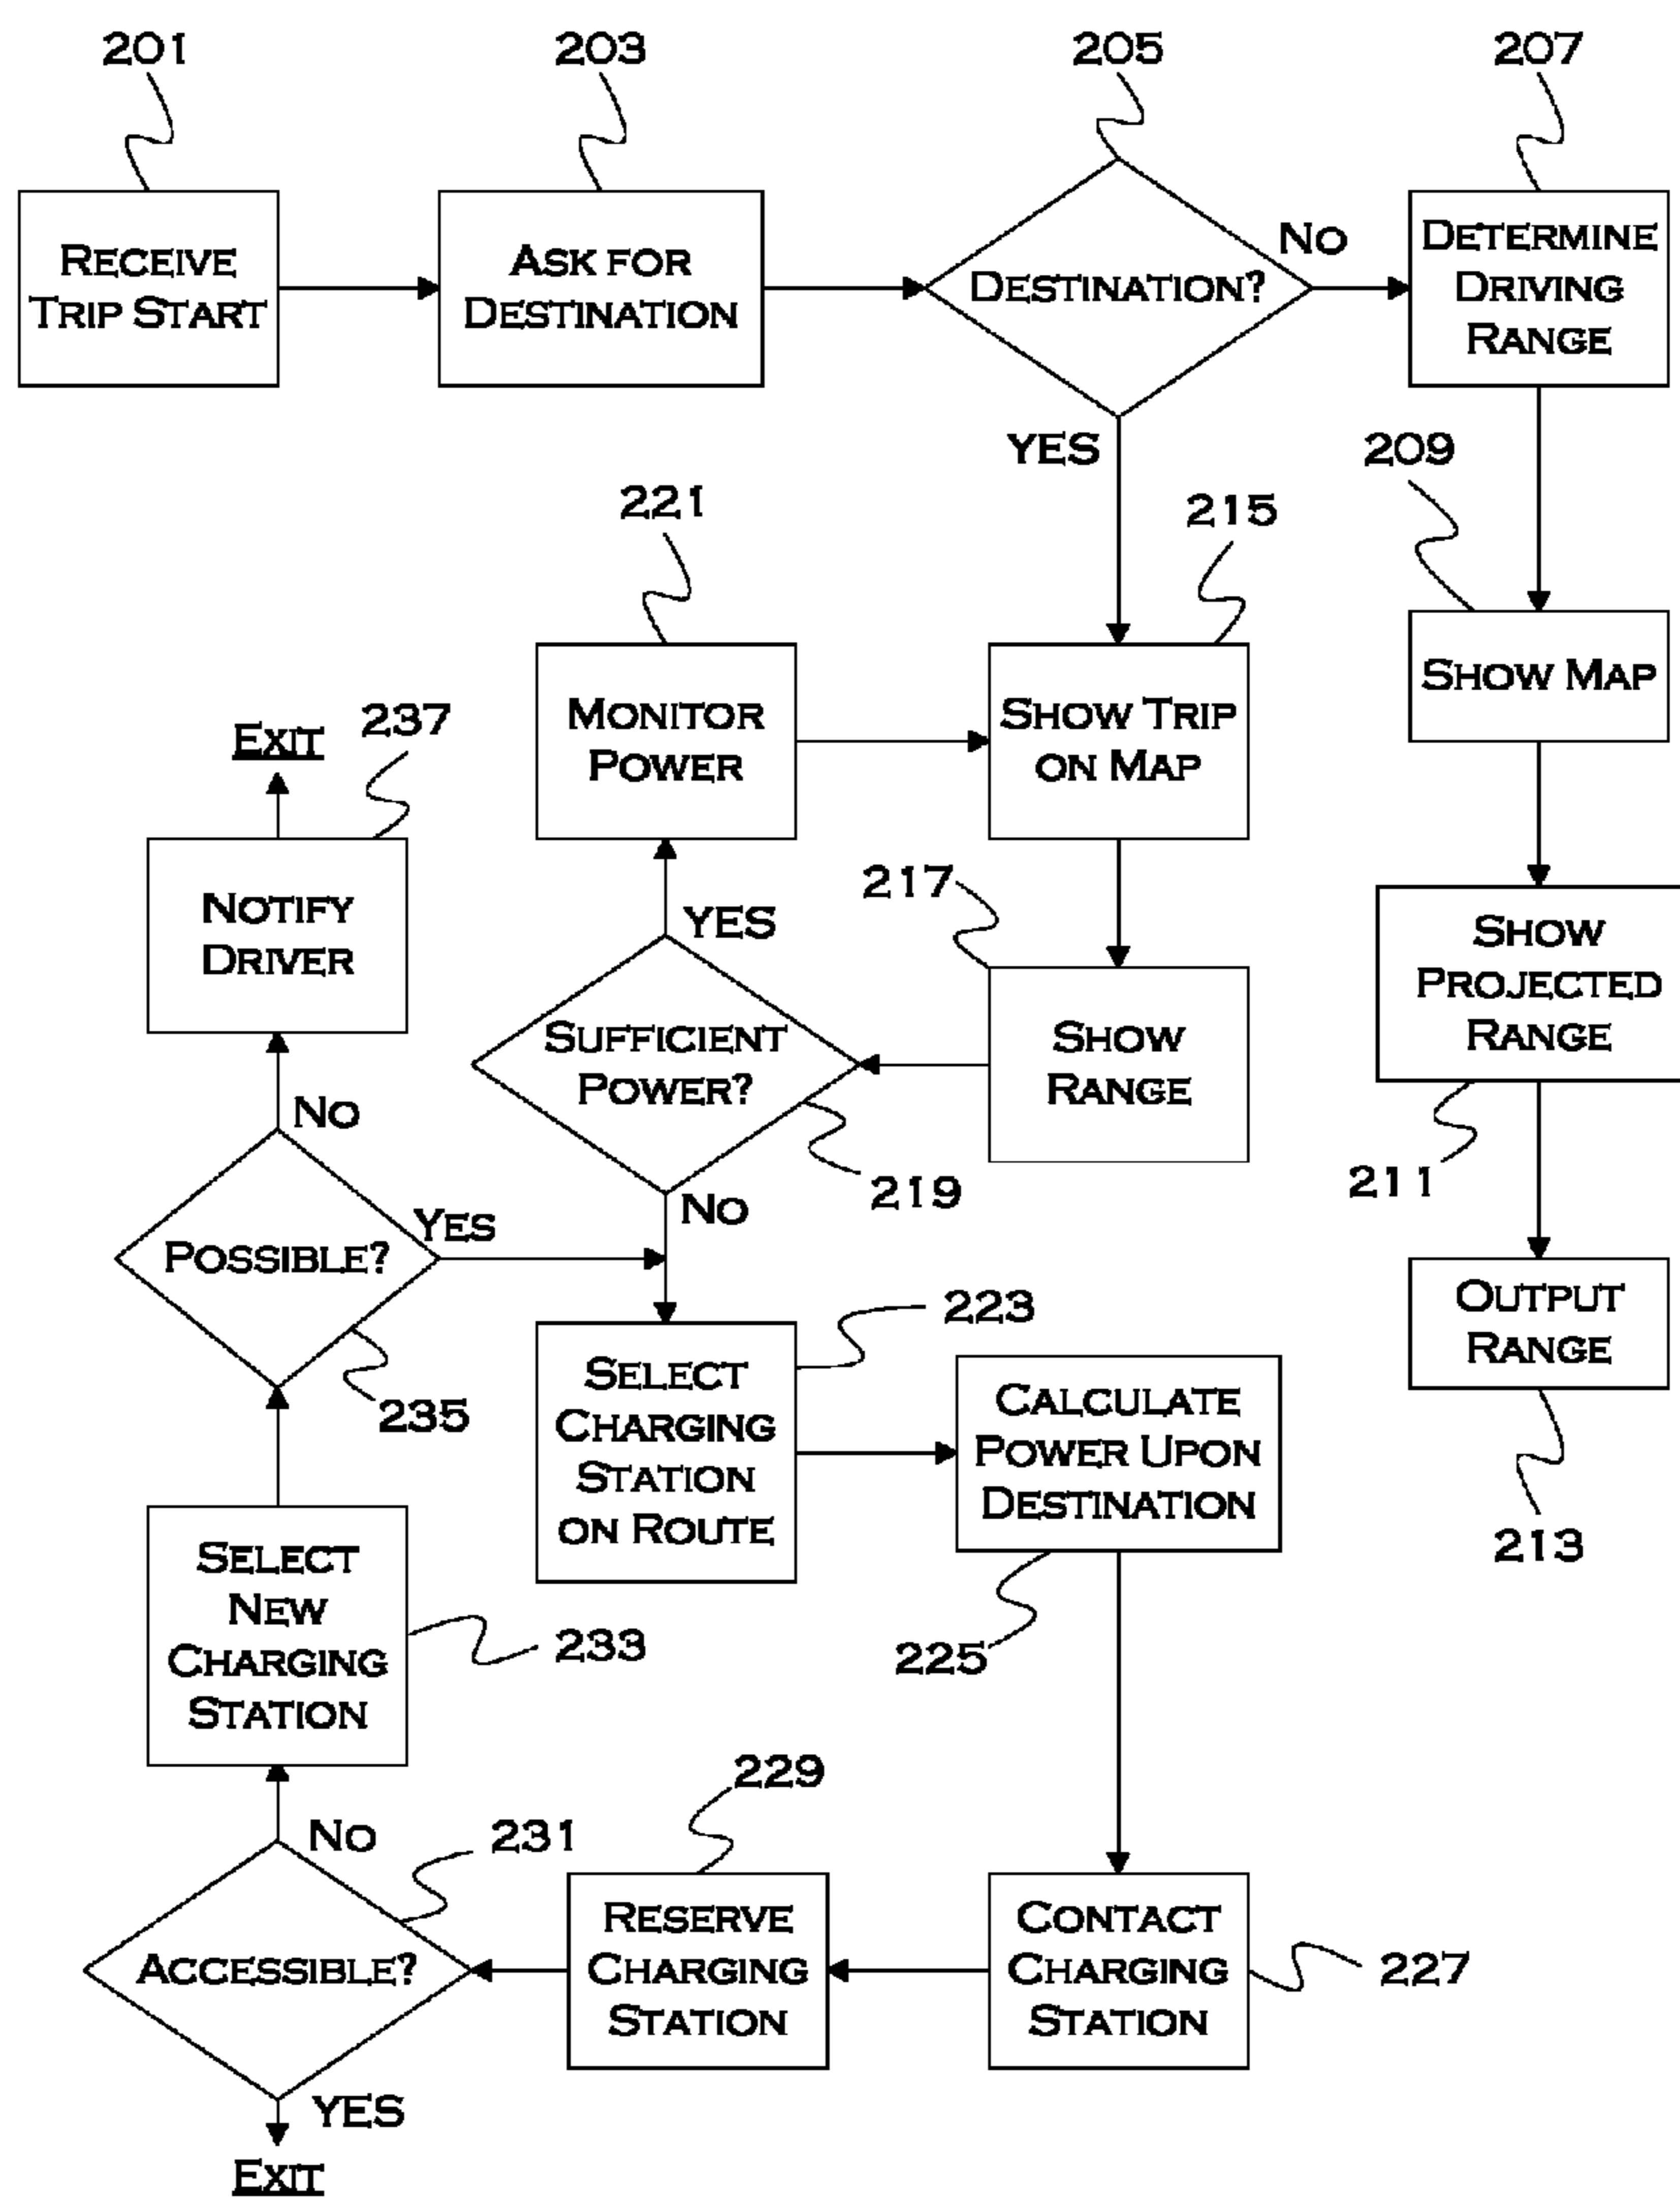 201
203
205
207
RECEIVE
TRIP START
ASK FOR
DESTINATION
DESTINATION?
NO
DETERMINE
DRIVING
RANGE
YES
209
221
215
SHOW MAP
MONITOR
POWER
SHOW TRIP
ON MAP
EXIT
237
NOTIFY
DRIVER
YES
217
SHOW
PROJECTED
RANGE
SUFFICIENT
POWER?
SHOW
RANGE
NO
219
211
NO
POSSIBLE?
YES
223
OUTPUT
RANGE
235
SELECT
CHARGING
STATION
ON ROUTE
CALCULATE
POWER UPON
DESTINATION
213
SELECT
NEW
CHARGING
STATION
233
225
229
NO
231
ACCESSIBLE?
RESERVE
CHARGING
STATION
CONTACT
CHARGING
STATION
227
YES
EXIT